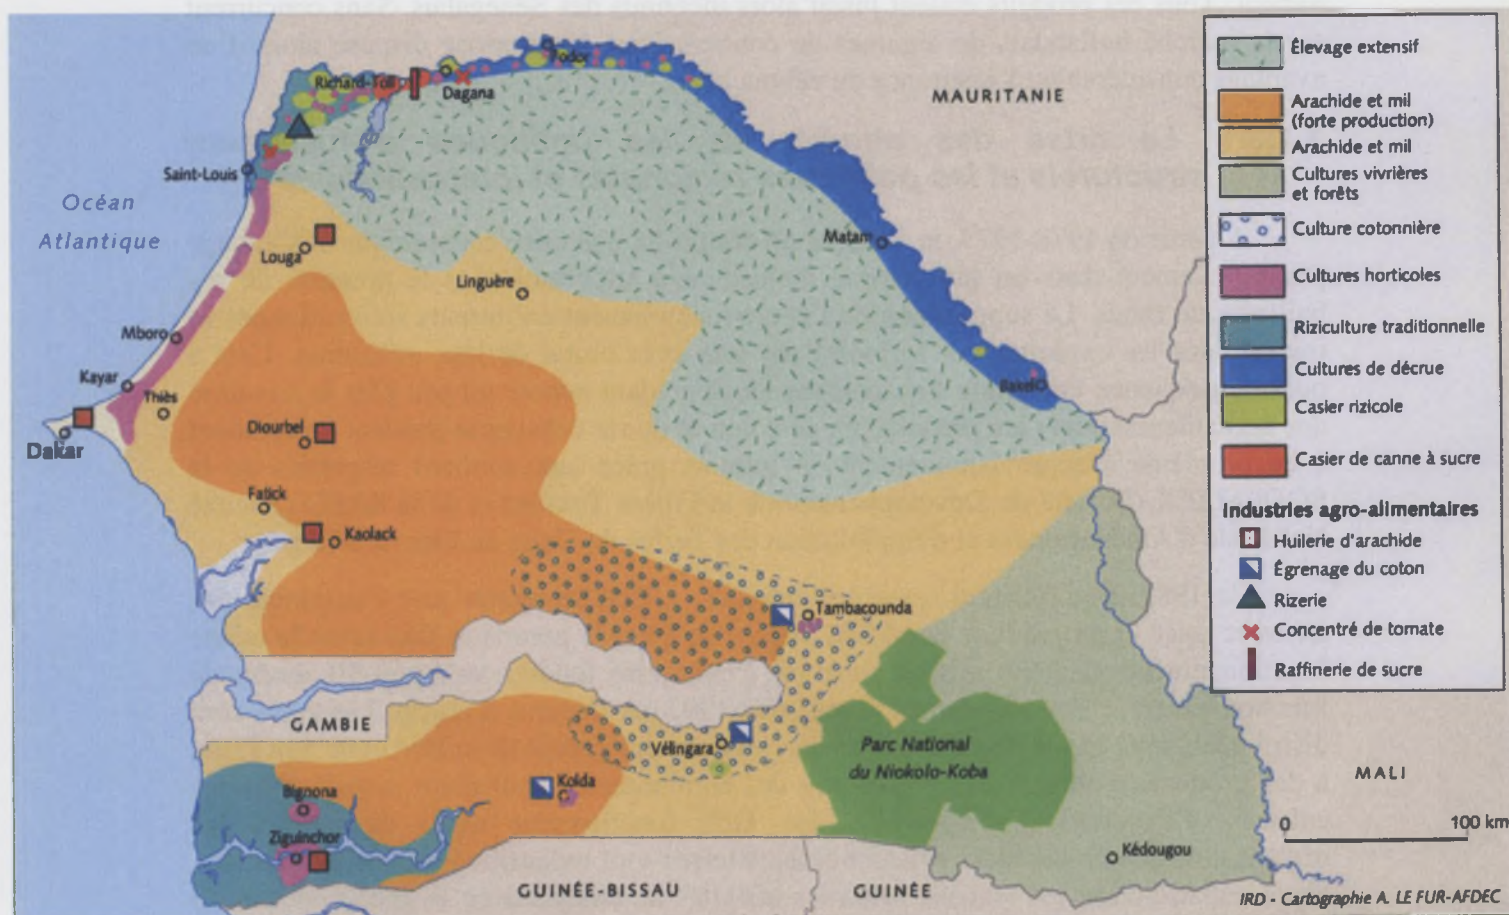 Élevage extensif
Arachide et mil
(forte production)
Arachide et mil
Cultures vivrières
et forêts
Culture cotonnière
Cultures horticoles
Riziculture traditionnelle
Cultures de décrue
Casier rizicole
Casier de canne à sucre
Industries agro-alimentaires
Huilerie d'arachide
Égrenage du coton
Rizerie
Concentré de tomate
Raffinerie de sucre
MAURITANIE
Océan
Atlantique
Richard-Toll
Dagana
Podor
Saint-Louis
Louga
Linguère
Matam
Mboro
Kayar
Thiès
Dakar
Diourbel
Bakel
Fatick
Kaolack
Tambacounda
GAMBIE
Vélingara
Parc National
du Niokolo-Koba
Kolda
Bignona
Ziguinchor
MALI
Kédougou
0 100 km
GUINÉE-BISSAU
GUINÉE
IRD - Cartographie A. LE FUR-AFDEC